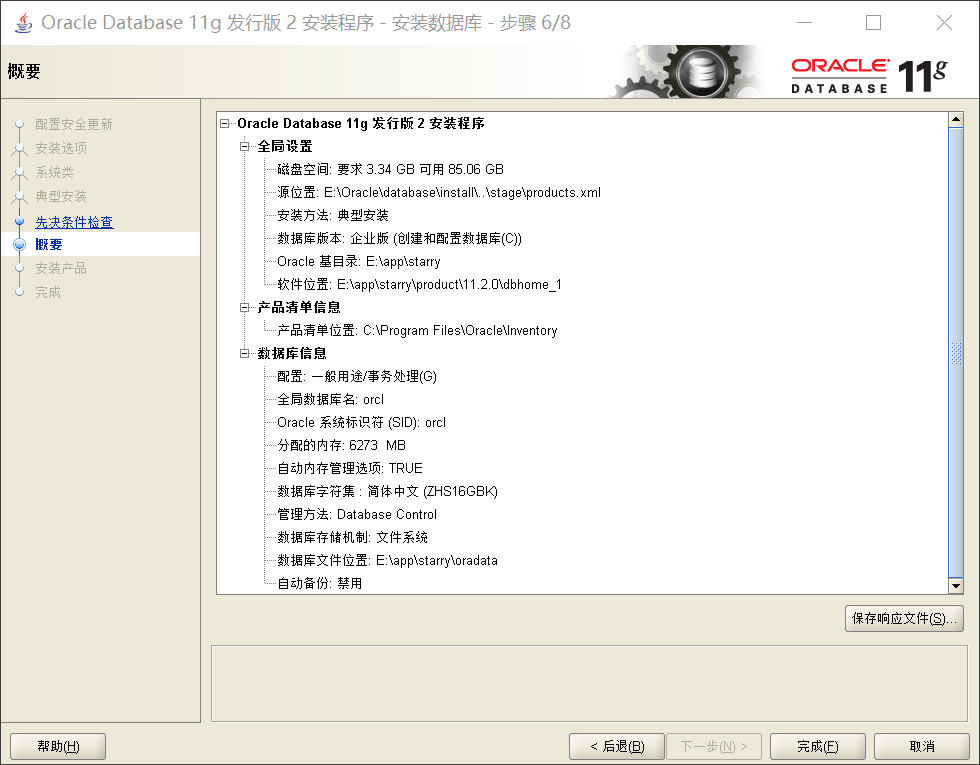 Oracle Database 11g 发行版 2 安装程序 - 安装数据库 - 步骤 6/8
概要
ORACLE
DATABASE 11g
配置安全更新
安装选项
系统类
典型安装
先决条件检查
概要
安装产品
完成
Oracle Database 11g 发行版 2 安装程序
全局设置
磁盘空间: 要求 3.34 GB 可用 85.06 GB
源位置: E:\Oracle\database\install\..\stage\products.xml
安装方法: 典型安装
数据库版本: 企业版 (创建和配置数据库(C))
Oracle 基目录: E:\app\starry
软件位置: E:\app\starry\product\11.2.0\dbhome_1
产品清单信息
产品清单位置: C:\Program Files\Oracle\Inventory
数据库信息
配置: 一般用途/事务处理(G)
全局数据库名: orcl
Oracle 系统标识符 (SID): orcl
分配的内存: 6273 MB
自动内存管理选项: TRUE
数据库字符集 : 简体中文 (ZHS16GBK)
管理方法: Database Control
数据库存储机制: 文件系统
数据库文件位置: E:\app\starry\oradata
自动备份: 禁用
保存响应文件(S)...
帮助(H)
< 后退(B)
下一步(N) >
完成(F)
取消